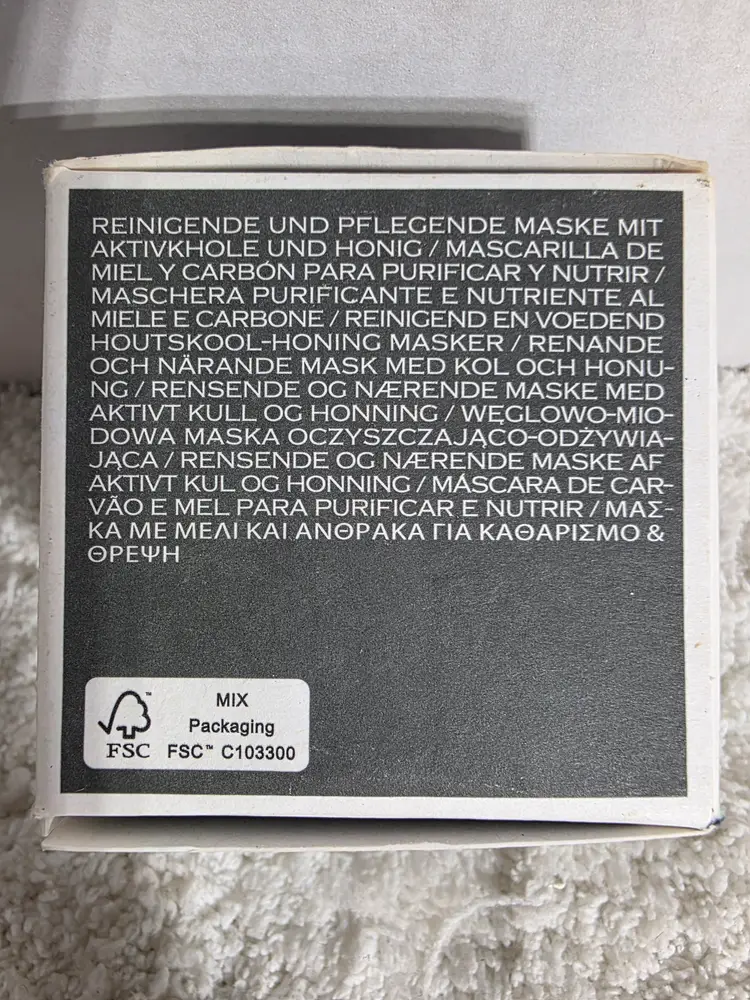 REINIGENDE UND PFLEGENDE MASKE MIT
AKTIVKHOLE UND HONIG / MASCARILLA DE
MIEL Y CARBÓN PARA PURIFICAR Y NUTRIR /
MASCHERA PURIFICANTE E NUTRIENTE AL
MIELE E CARBONE / REINIGEND EN VOEDEND
HOUTSKOOL-HONING MASKER / RENANDE
OCH NÄRANDE MASK MED KOL OCH HONU-
NG / RENSENDE OG NÆRENDE MASKE MED
AKTIVT KULL OG HONNING / WĘGLOWO-MIO-
DOWA MASKA OCZYSZCZAJĄCO-ODŻYWIA-
JĄCA / RENSENDE OG NÆRENDE MASKE AF
AKTIVT KUL OG HONNING / MÁSCARA DE CAR-
VÃO E MEL PARA PURIFICAR E NUTRIR / ΜΑΣ-
ΚΑ ΜΕ ΜΕΛΙ ΚΑΙ ΑΝΘΡΑΚΑ ΓΙΑ ΚΑΘΑΡΙΣΜΟ &
ΘΡΕΨΗ
MIX
Packaging
FSC FSC™ C103300